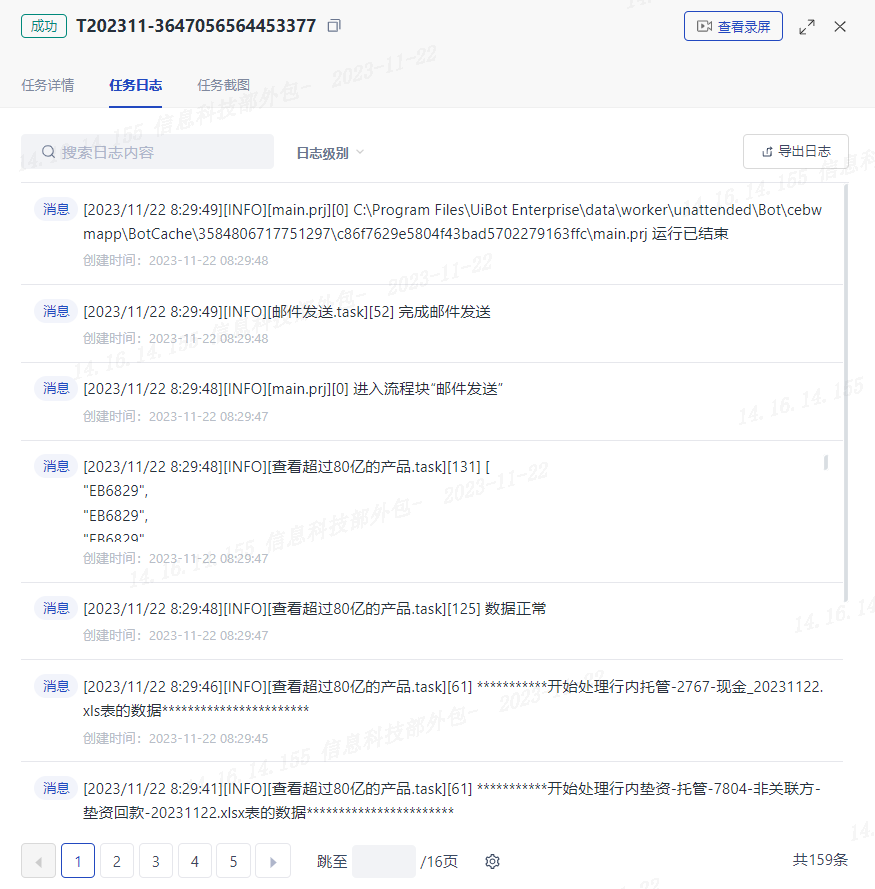 成功 T202311-3647056564453377 查看录屏
任务详情 任务日志 任务截图
搜索日志内容 日志级别 导出日志
消息 [2023/11/22 8:29:49][INFO][main.prj][0] C:\Program Files\UiBot Enterprise\data\worker\unattended\Bot\cebw
mapp\BotCache\3584806717751297\c86f7629e5804f43bad5702279163ffc\main.prj 运行已结束
创建时间：2023-11-22 08:29:48
消息 [2023/11/22 8:29:49][INFO][邮件发送.task][52] 完成邮件发送
创建时间：2023-11-22 08:29:48
消息 [2023/11/22 8:29:48][INFO][main.prj][0] 进入流程块"邮件发送"
创建时间：2023-11-22 08:29:47
消息 [2023/11/22 8:29:48][INFO][查看超过80亿的产品.task][131] [
"EB6829",
"EB6829",
"EB6829"
创建时间：2023-11-22 08:29:47
消息 [2023/11/22 8:29:48][INFO][查看超过80亿的产品.task][125] 数据正常
创建时间：2023-11-22 08:29:47
消息 [2023/11/22 8:29:46][INFO][查看超过80亿的产品.task][61] ***********开始处理行内托管-2767-现金_20231122.
xls表的数据***********************
创建时间：2023-11-22 08:29:45
消息 [2023/11/22 8:29:41][INFO][查看超过80亿的产品.task][61] ***********开始处理行内垫资-托管-7804-非关联方-
垫资回款-20231122.xlsx表的数据***********************
1 2 3 4 5 跳至 /16页 共159条
14.16.14.155 信息科技部外包- 2023-11-22